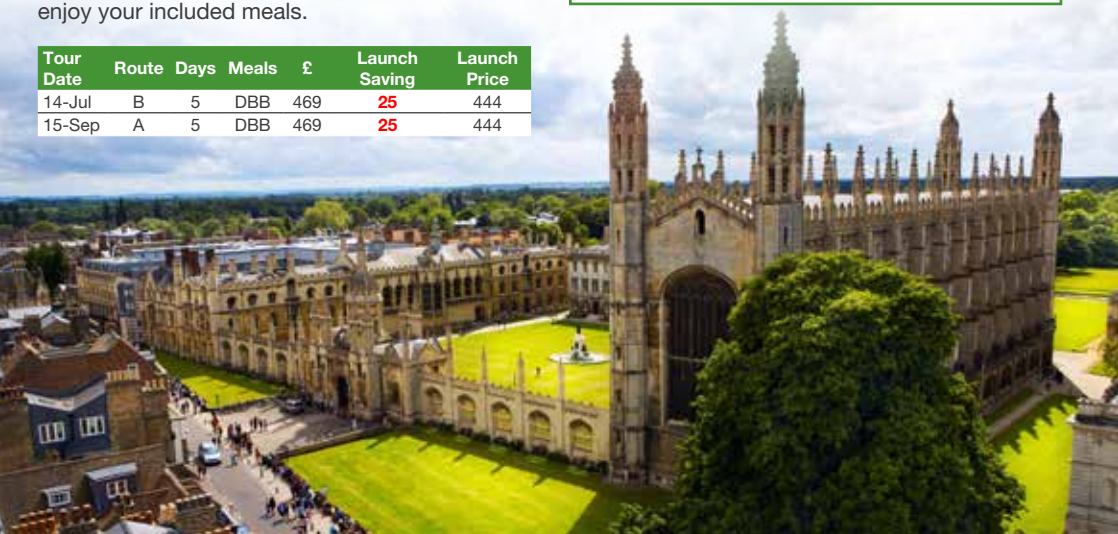 enjoy your included meals.
Tour Date Route Days Meals £ Launch Saving Launch Price
14-Jul B 5 DBB 469 25 444
15-Sep A 5 DBB 469 25 444